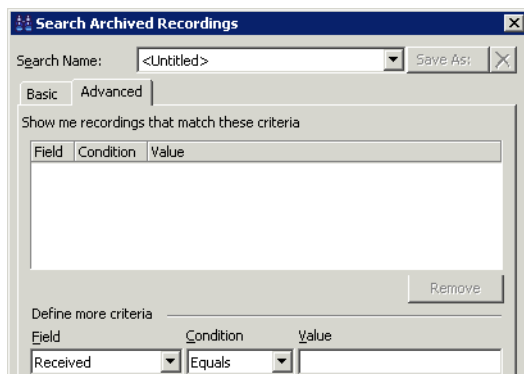 Search Archived Recordings
Search Name: <Untitled> Save As:
Basic Advanced
Show me recordings that match these criteria
Field Condition Value
Remove
Define more criteria
Field Condition Value
Received Equals